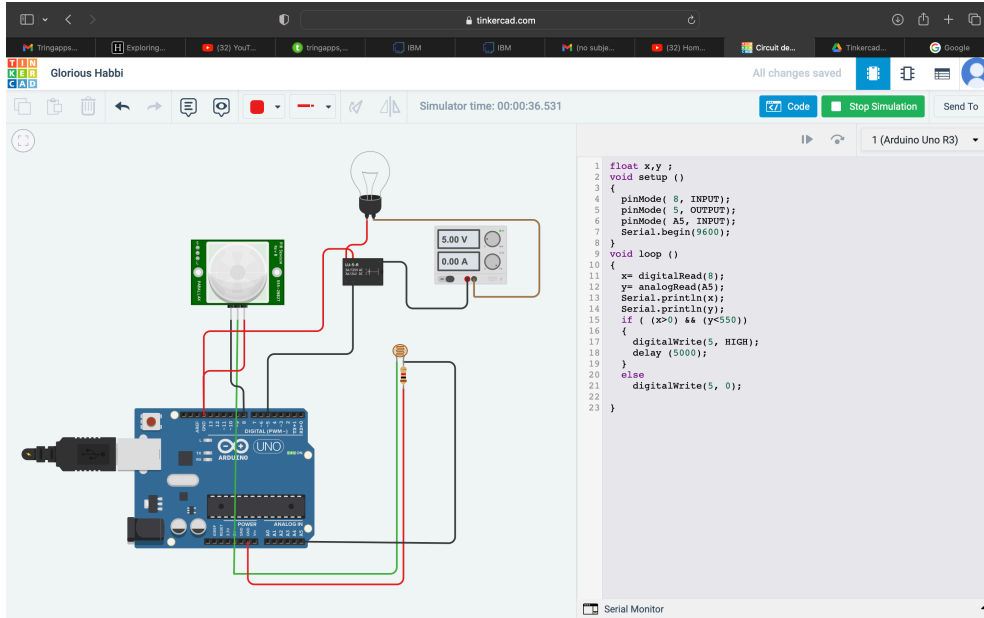 tinkercad.com
Tringapps...
H Exploring...
(32) YouT...
t tringapps,...
IBM
IBM
(no subje...
(32) Hom...
Circuit de...
Tinkercad...
G Google
TIN
KER
CAD
Glorious Habbi
All changes saved
Simulator time: 00:00:36.531
Code
Stop Simulation
Send To
1 (Arduino Uno R3)
5.00 V
0.00 A
DIGITAL (PWM~)
UNO
ARDUINO
POWER
ANALOG IN
1 float x,y ;
2 void setup ()
3 {
4 pinMode( 8, INPUT);
5 pinMode( 5, OUTPUT);
6 pinMode( A5, INPUT);
7 Serial.begin(9600);
8 }
9 void loop ()
10 {
11 x= digitalRead(8);
12 y= analogRead(A5);
13 Serial.println(x);
14 Serial.println(y);
15 if ( (x>0) && (y<550))
16 {
17 digitalWrite(5, HIGH);
18 delay (5000);
19 }
20 else
21 digitalWrite(5, 0);
22
23 }
Serial Monitor